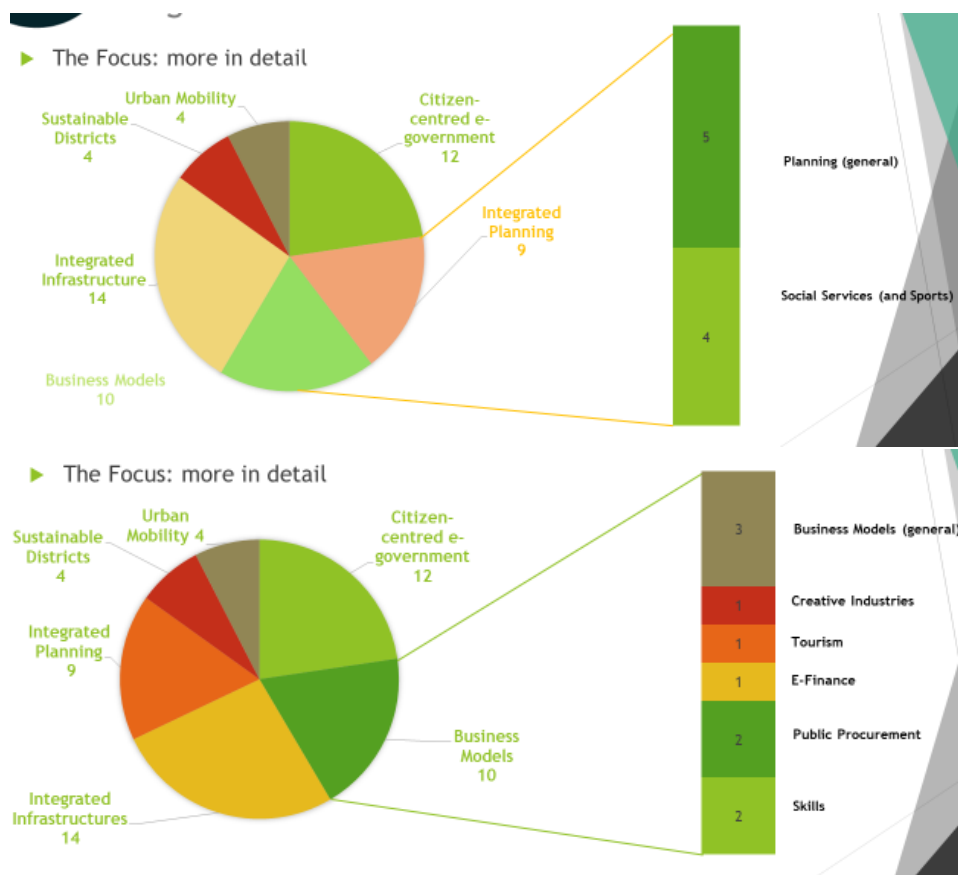 The Focus: more in detail
Urban Mobility
4
Sustainable
Districts
4
Citizen-
centred e-
government
12
Integrated
Planning
9
Integrated
Infrastructure
14
Business Models
10
5
4
Planning (general)
Social Services (and Sports)
The Focus: more in detail
Urban
Mobility 4
Sustainable
Districts
4
Citizen-
centred e-
government
12
Integrated
Planning
9
Business
Models
10
Integrated
Infrastructures
14
3
1
1
1
2
2
Business Models (general)
Creative Industries
Tourism
E-Finance
Public Procurement
Skills